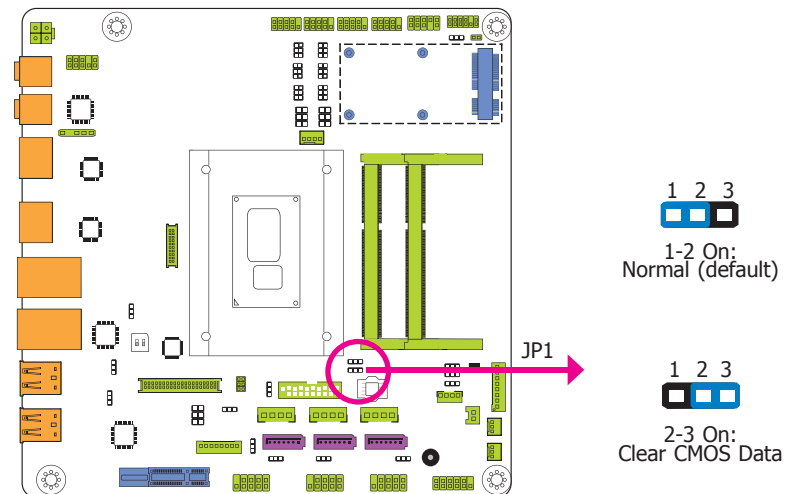 1 2 3
1-2 On:
Normal (default)
JP1
1 2 3
2-3 On:
Clear CMOS Data